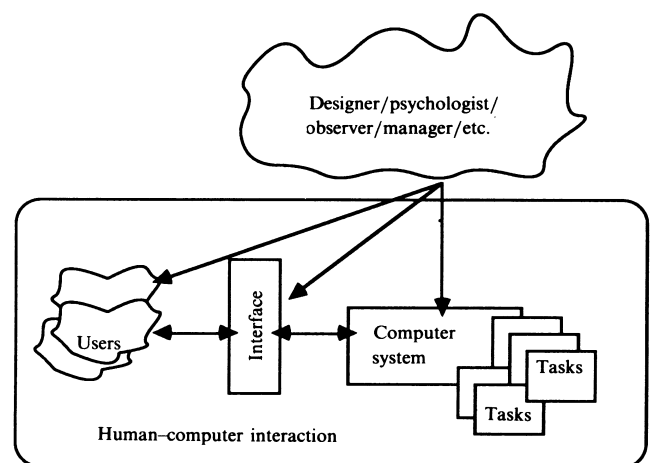 Designer/psychologist/
observer/manager/etc.
Users
Interface
Computer
system
Tasks
Tasks
Human–computer interaction